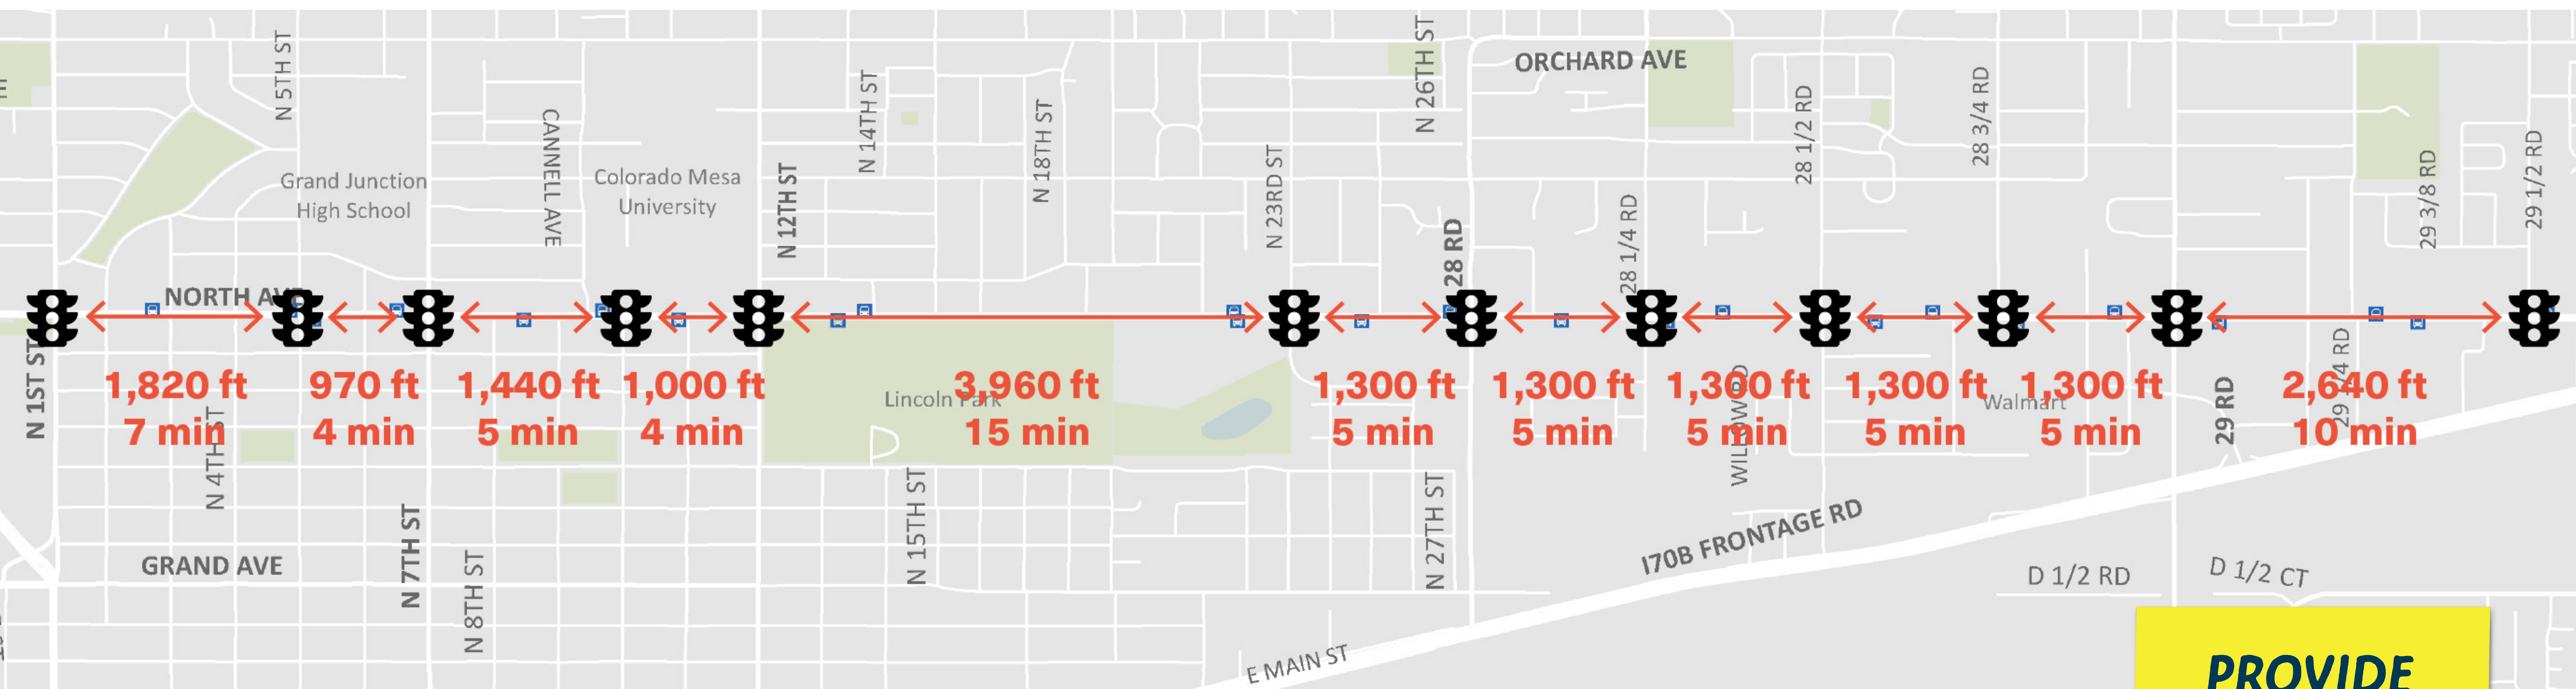 N 5TH ST
CANNELL AVE
N 14TH ST
N 18TH ST
N 12TH ST
N 23RD ST
N 26TH ST
ORCHARD AVE
28 RD
28 1/4 RD
28 1/2 RD
28 3/4 RD
29 3/8 RD
29 1/2 RD
Grand Junction
High School
Colorado Mesa
University
NORTH AVE
N 1ST ST
1,820 ft
7 min
970 ft
4 min
1,440 ft
5 min
1,000 ft
4 min
3,960 ft
15 min
1,300 ft
5 min
1,300 ft
5 min
1,300 ft
5 min
1,300 ft
5 min
1,300 ft
5 min
2,640 ft
10 min
Lincoln Park
Walmart
WILLOW RD
29 RD
29 1/4 RD
N 4TH ST
N 7TH ST
N 8TH ST
N 15TH ST
N 27TH ST
GRAND AVE
I70B FRONTAGE RD
E MAIN ST
D 1/2 RD
D 1/2 CT
PROVIDE